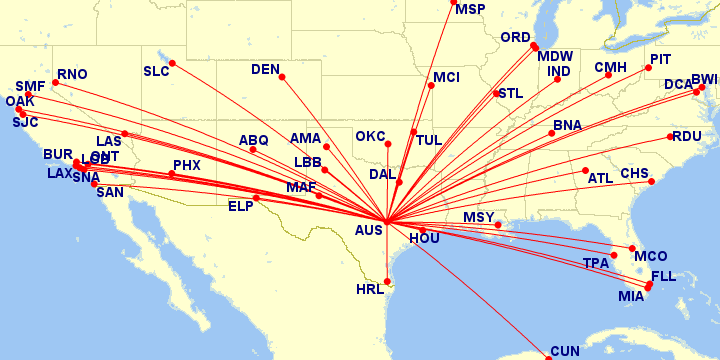 MSP
ORD
MDW
PIT
SLC
DEN
IND
CMH
RNO
MCI
BWI
SMF
DCA
STL
OAK
SJC
BNA
LAS
ABQ
AMA
OKC
TUL
RDU
BUR
LGB
ONT
LBB
PHX
LAX
SNA
DAL
ATL
CHS
SAN
MAF
ELP
MSY
AUS
HOU
MCO
TPA
FLL
HRL
MIA
CUN